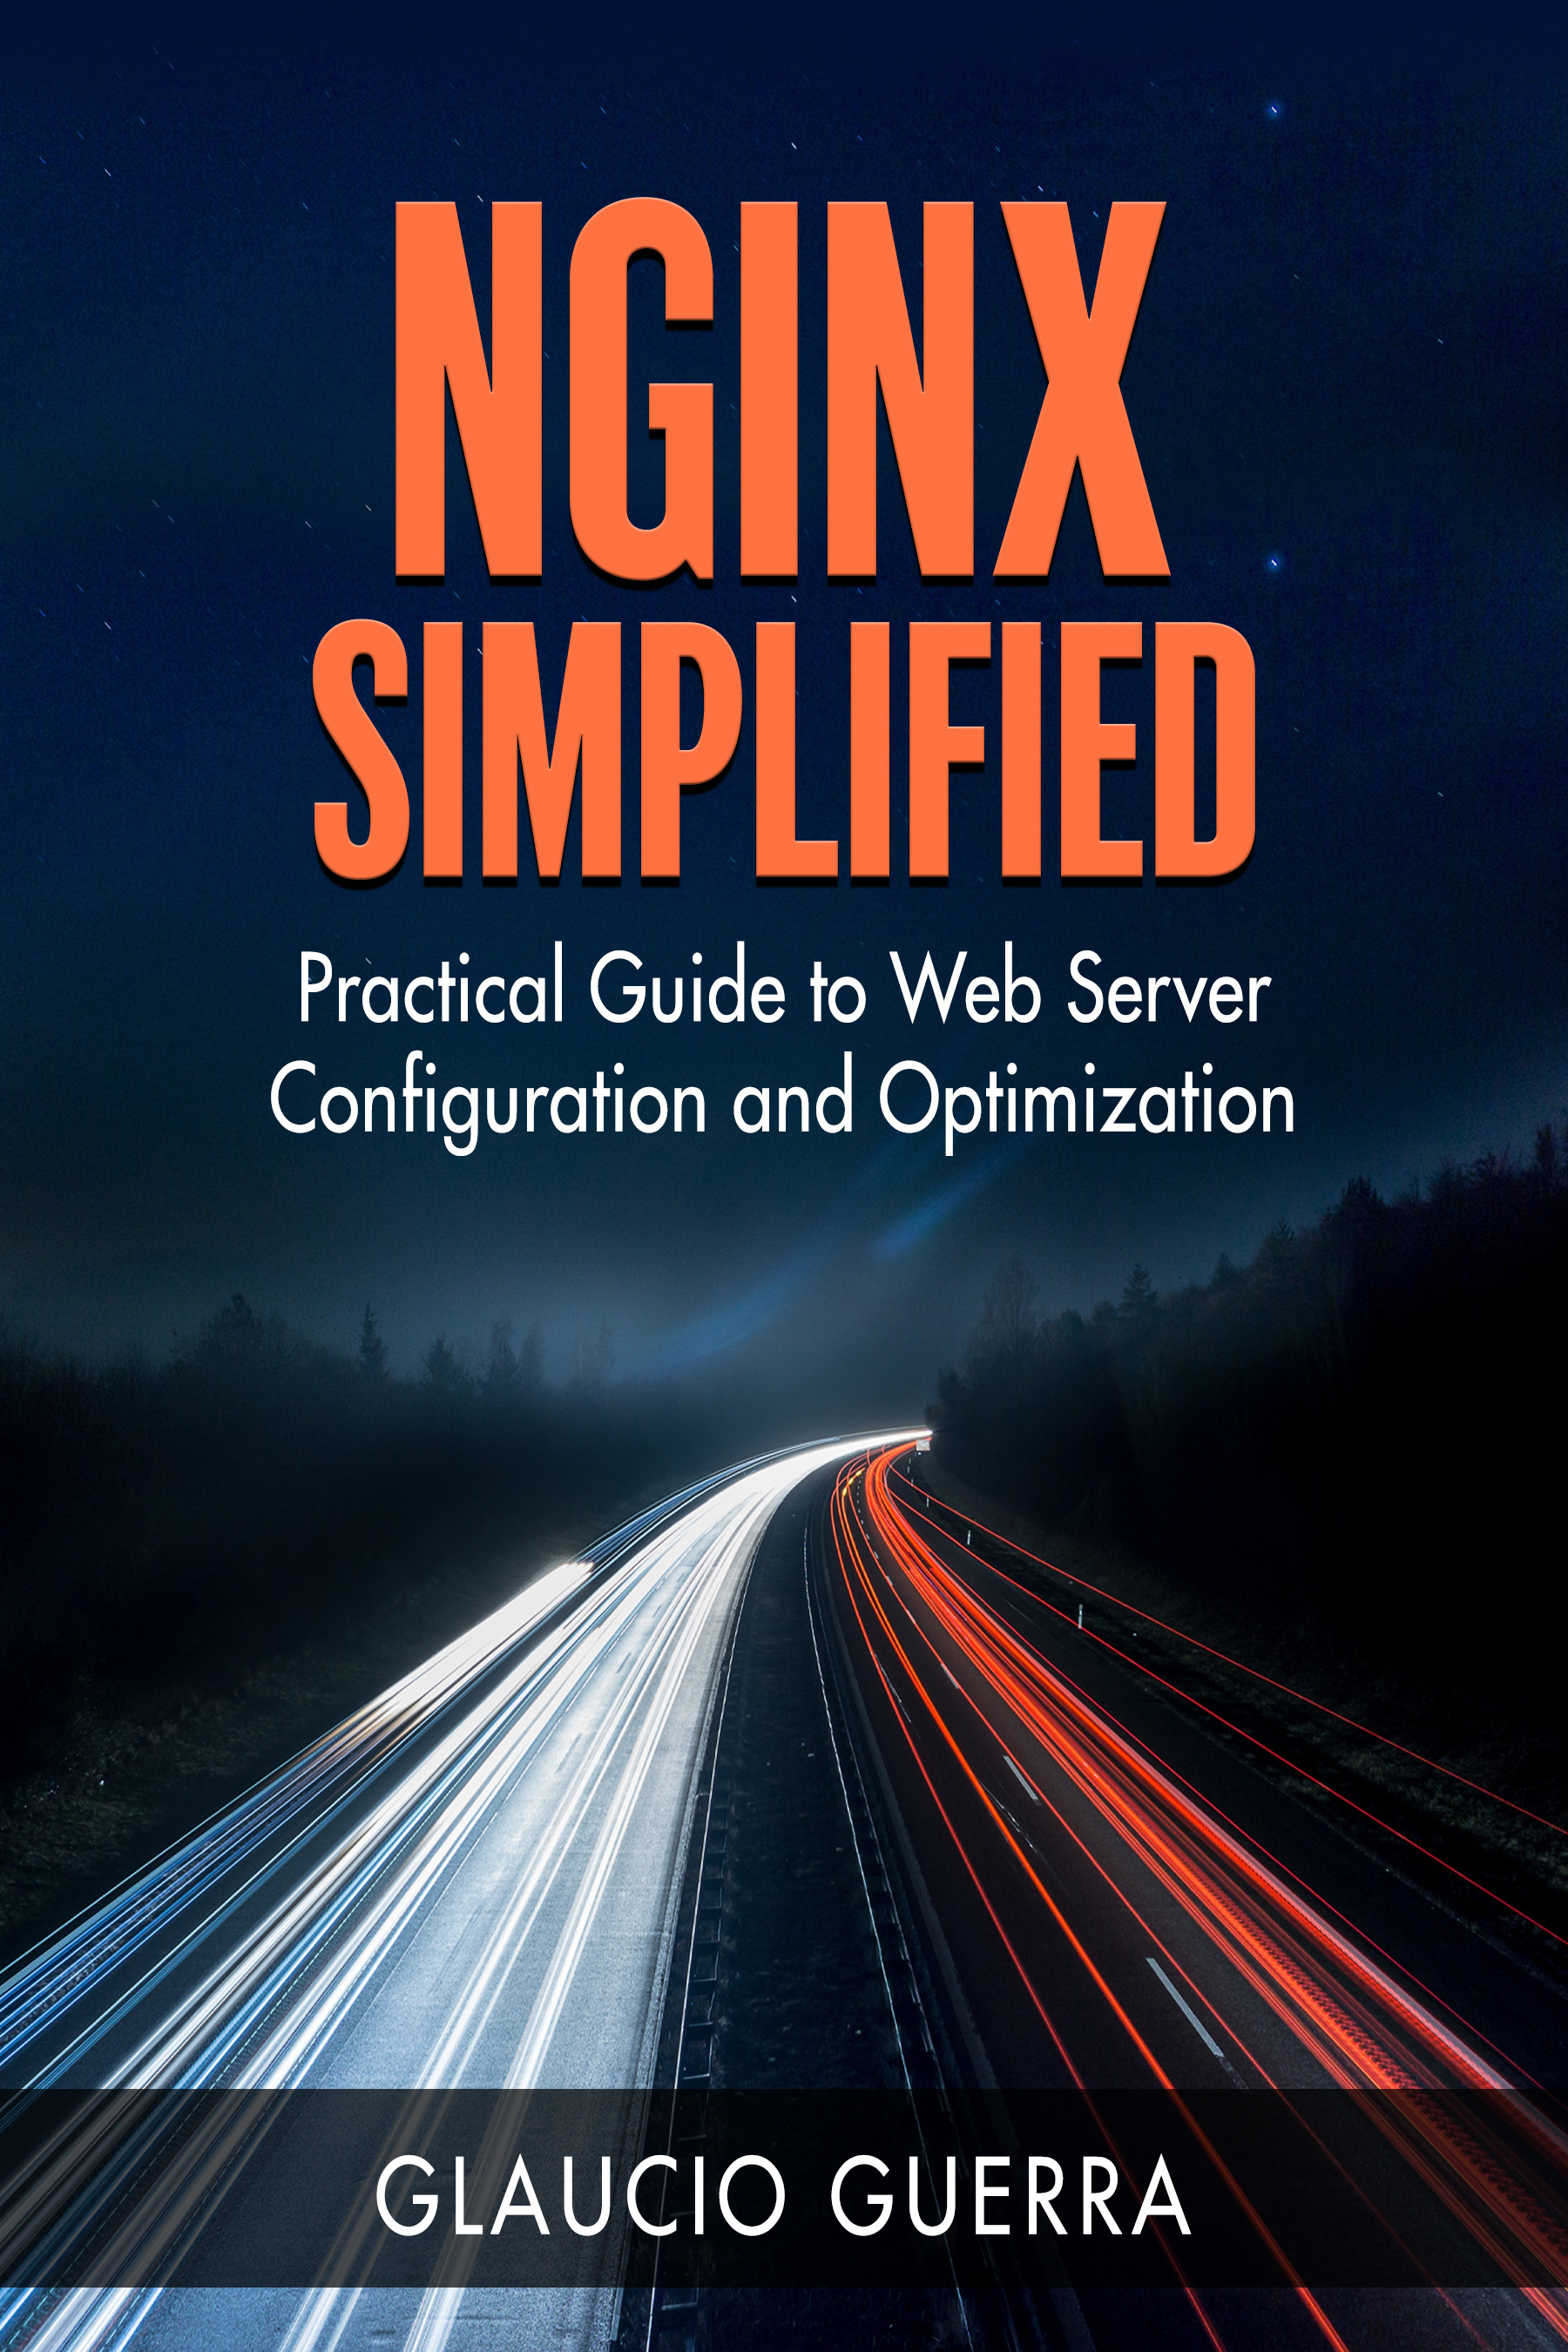 NGINX
SIMPLIFIED
Practical Guide to Web Server
Configuration and Optimization
GLAUCIO GUERRA